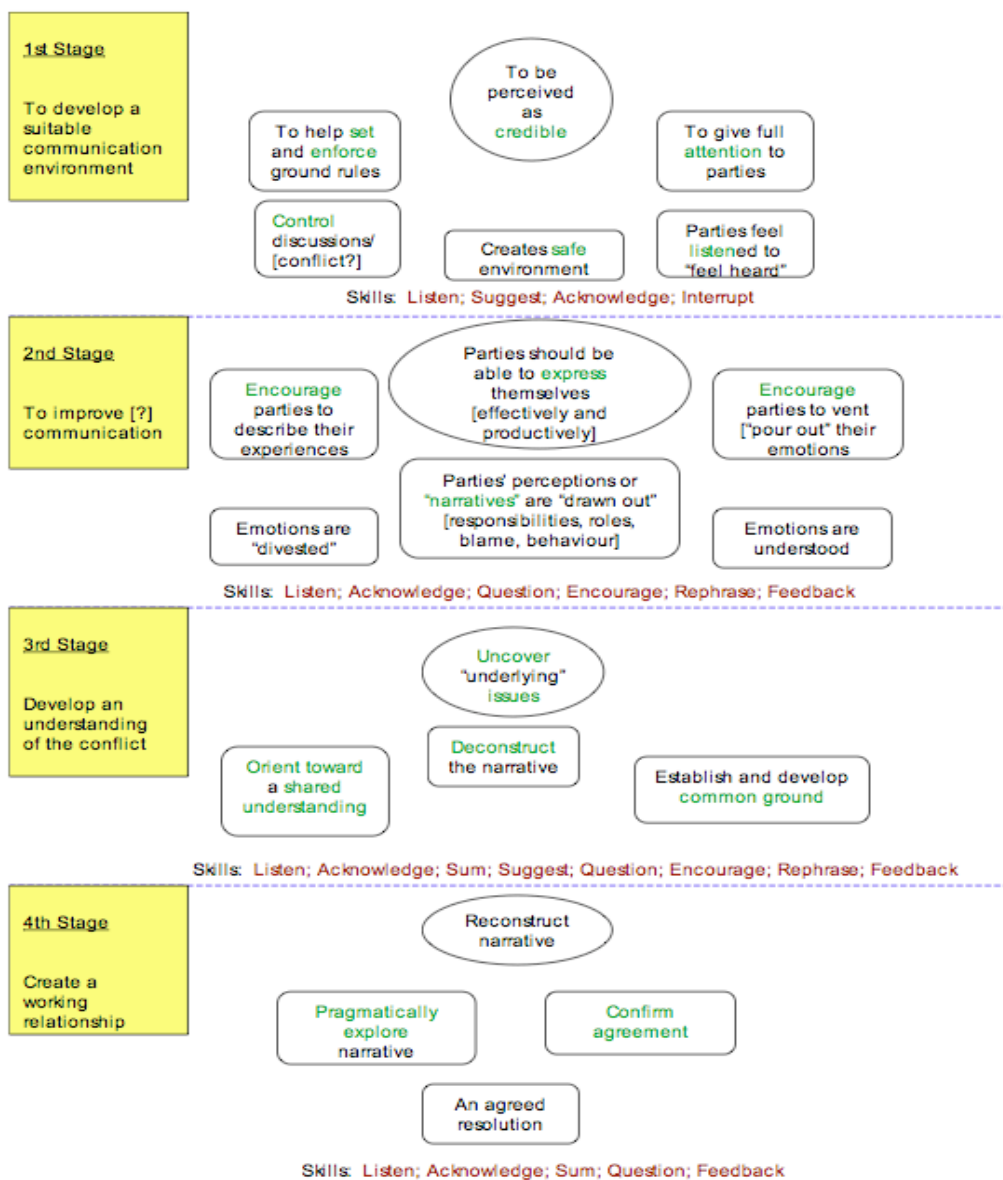 1st Stage
To develop a
suitable
communication
environment
To be
perceived
as
credible
To help set
and enforce
ground rules
To give full
attention to
parties
Control
discussions/
[conflict?]
Creates safe
environment
Parties feel
listened to
“feel heard”
Skills: Listen; Suggest; Acknowledge; Interrupt
2nd Stage
To improve [?]
communication
Parties should be
able to express
themselves
[effectively and
productively]
Encourage
parties to
describe their
experiences
Encourage
parties to vent
[“pour out” their
emotions
Parties' perceptions or
“narratives” are “drawn out”
[responsibilities, roles,
blame, behaviour]
Emotions are
“divested”
Emotions are
understood
Skills: Listen; Acknowledge; Question; Encourage; Rephrase; Feedback
3rd Stage
Develop an
understanding
of the conflict
Uncover
“underlying”
issues
Deconstruct
the narrative
Orient toward
a shared
understanding
Establish and develop
common ground
Skills: Listen; Acknowledge; Sum; Suggest; Question; Encourage; Rephrase; Feedback
4th Stage
Create a
working
relationship
Reconstruct
narrative
Pragmatically
explore
narrative
Confirm
agreement
An agreed
resolution
Skills: Listen; Acknowledge; Sum; Question; Feedback